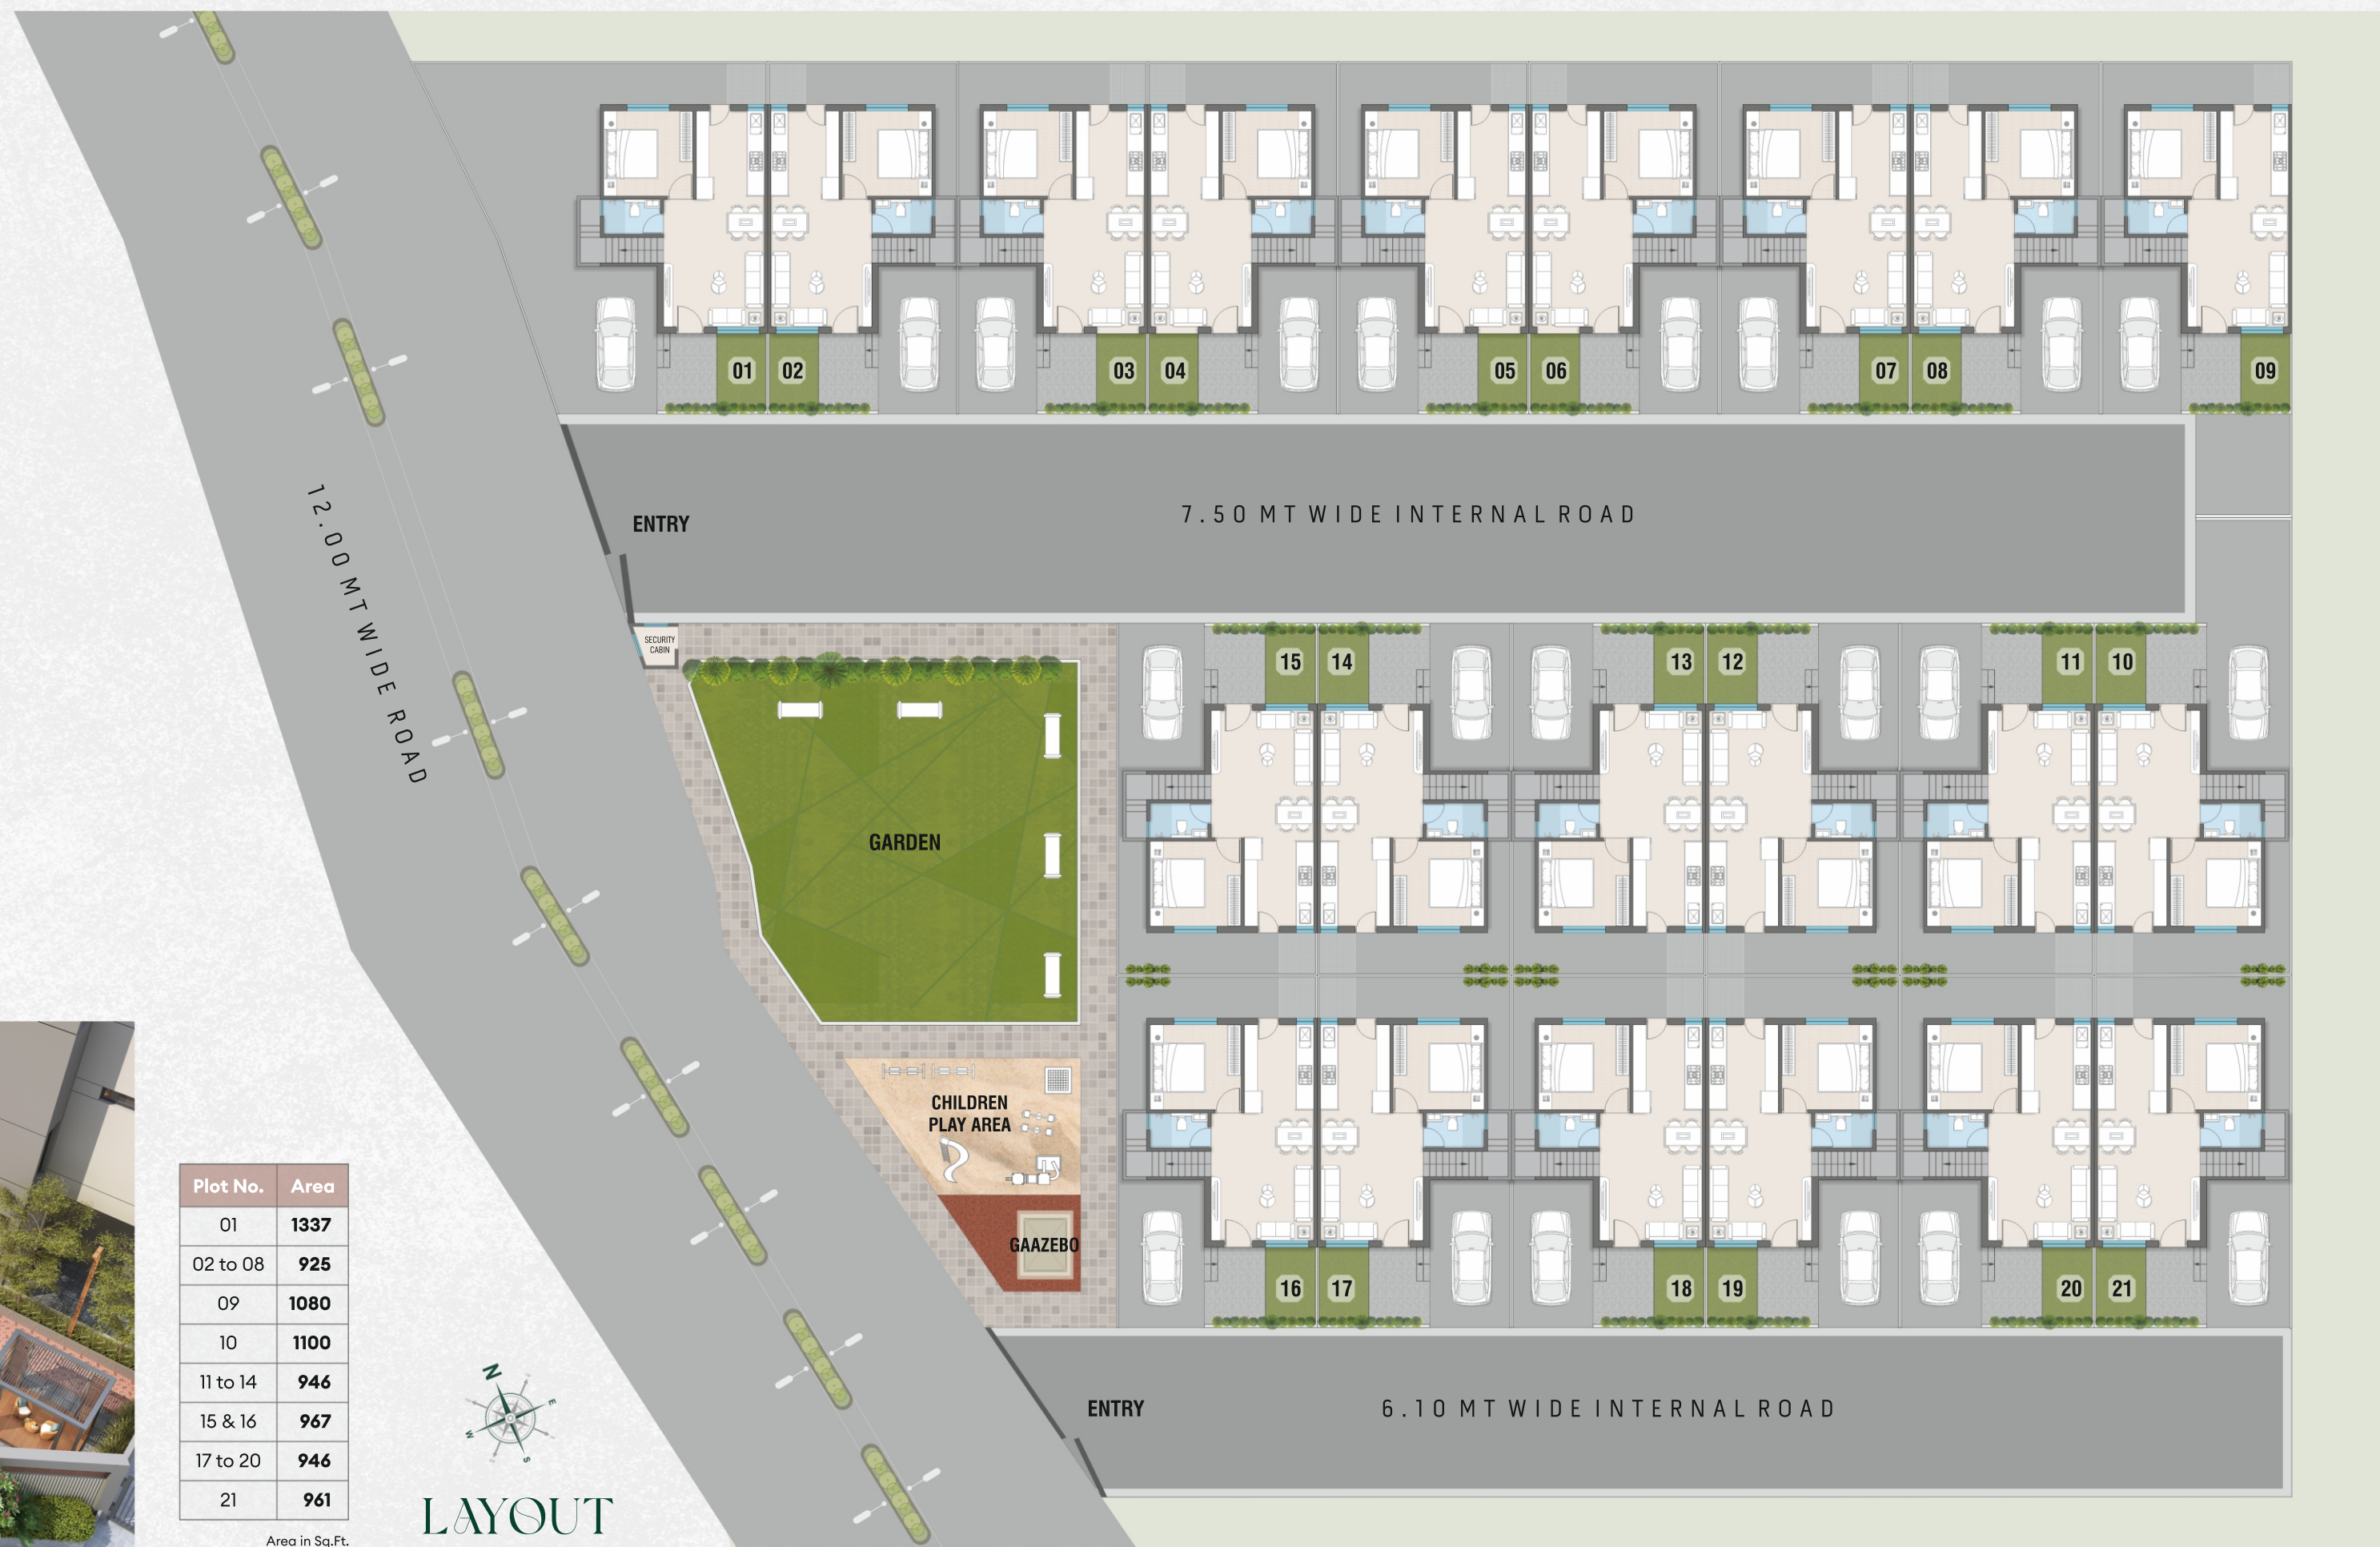 01 02 03 04 05 06 07 08 09
ENTRY
7.50 MT WIDE INTERNAL ROAD
12.00 MT WIDE ROAD
SECURITY
CABIN
15 14 13 12 11 10
GARDEN
CHILDREN
PLAY AREA
GAAZEBO
16 17 18 19 20 21
ENTRY
6.10 MT WIDE INTERNAL ROAD
Plot No. Area
01 1337
02 to 08 925
09 1080
10 1100
11 to 14 946
15 & 16 967
17 to 20 946
21 961
Area in Sq.Ft.
N
E
W
S
LAYOUT